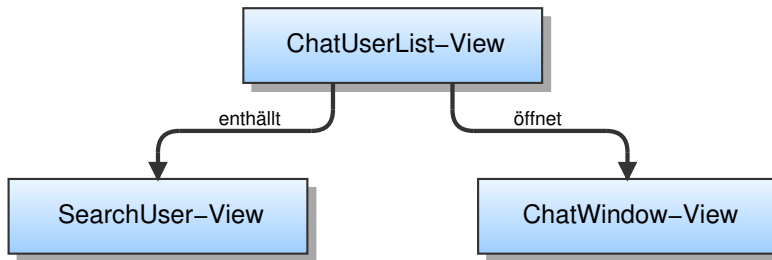 ChatUserList–View
enthällt
öffnet
SearchUser–View
ChatWindow–View